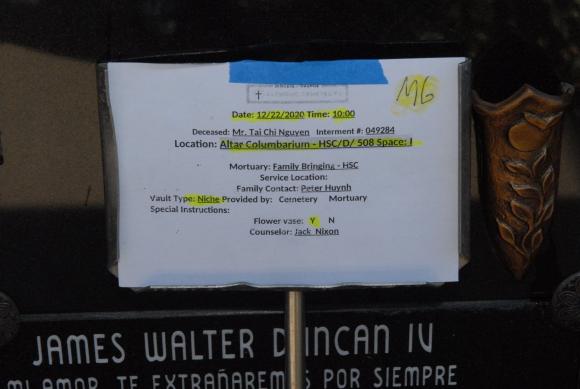 MG
Date: 12/22/2020 Time: 10:00
Deceased: Mr. Tai Chi Nguyen Interment #: 049284
Location: Altar Columbarium - HSC/D/ 508 Space: I
Mortuary: Family Bringing - HSC
Service Location:
Family Contact: Peter Huynh
Vault Type: Niche Provided by: Cemetery Mortuary
Special Instructions:
Flower vase: Y N
Counselor: Jack Nixon
JAMES WALTER DUNCAN IV
MI AMOR, TE EXTRAÑAREMOS POR SIEMPRE